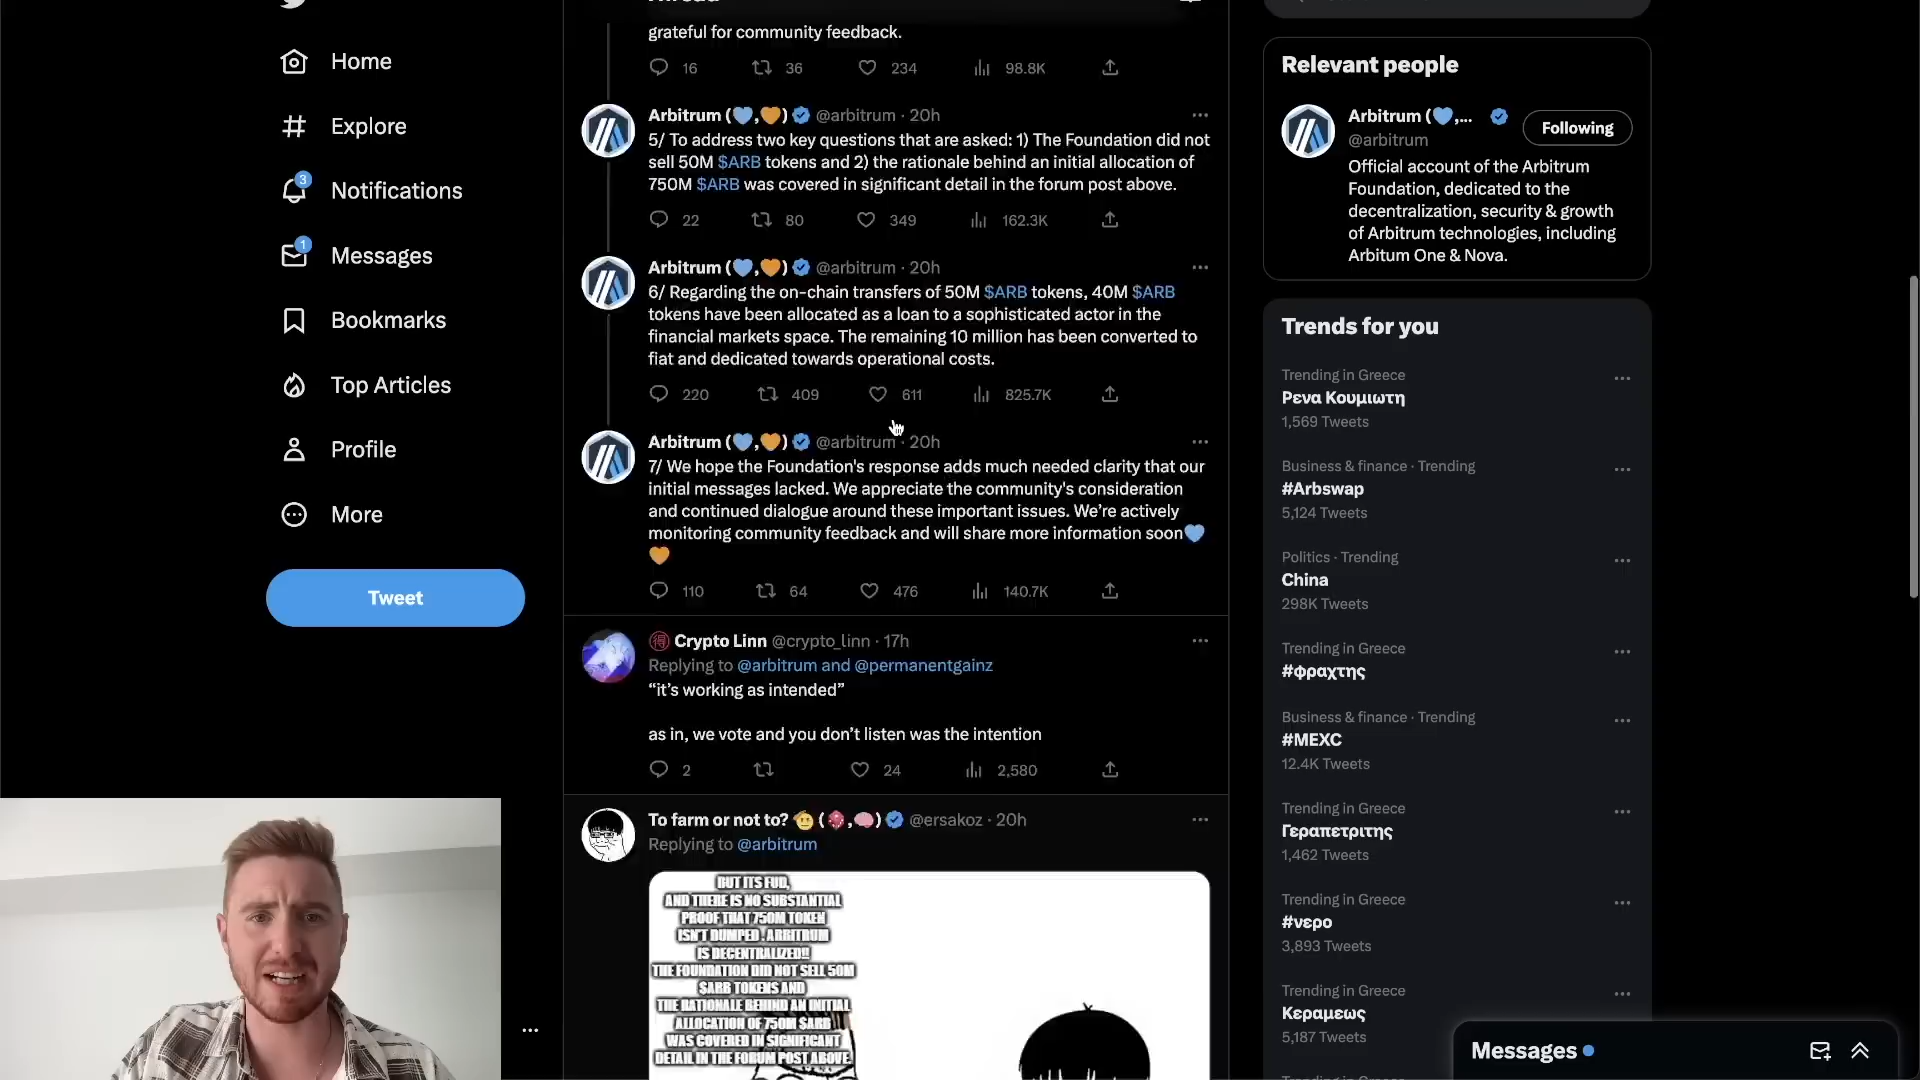 Home
Explore
3
Notifications
1
Messages
Bookmarks
Top Articles
Profile
More
Tweet
grateful for community feedback.
16 36 234 98.8K
Arbitrum (💙,🧡) @arbitrum · 20h
5/ To address two key questions that are asked: 1) The Foundation did not
sell 50M $ARB tokens and 2) the rationale behind an initial allocation of
750M $ARB was covered in significant detail in the forum post above.
22 80 349 162.3K
Arbitrum (💙,🧡) @arbitrum · 20h
6/ Regarding the on-chain transfers of 50M $ARB tokens, 40M $ARB
tokens have been allocated as a loan to a sophisticated actor in the
financial markets space. The remaining 10 million has been converted to
fiat and dedicated towards operational costs.
220 409 611 825.7K
Arbitrum (💙,🧡) @arbitrum · 20h
7/ We hope the Foundation's response adds much needed clarity that our
initial messages lacked. We appreciate the community's consideration
and continued dialogue around these important issues. We're actively
monitoring community feedback and will share more information soon💙
🧡
110 64 476 140.7K
🉐 Crypto Linn @crypto_linn · 17h
Replying to @arbitrum and @permanentgainz
“it’s working as intended”
as in, we vote and you don’t listen was the intention
2 24 2,580
To farm or not to? @ersakoz · 20h
Replying to @arbitrum
BUT ITS FUD,
AND THERE IS NO SUBSTANTIAL
PROOF THAT 750M TOKEN
ISN'T DUMPED . ARBITRUM
IS DECENTRALIZED!!
THE FOUNDATION DID NOT SELL 50M
$ARB TOKENS AND
THE RATIONALE BEHIND AN INITIAL
ALLOCATION OF 750M $ARB
WAS COVERED IN SIGNIFICANT
DETAIL IN THE FORUM POST ABOVE.
Relevant people
Arbitrum (💙,...
@arbitrum
Following
Official account of the Arbitrum
Foundation, dedicated to the
decentralization, security & growth
of Arbitrum technologies, including
Arbitum One & Nova.
Trends for you
Trending in Greece
Ρενα Κουμιωτη
1,569 Tweets
Business & finance · Trending
#Arbswap
5,124 Tweets
Politics · Trending
China
298K Tweets
Trending in Greece
#φραχτης
Business & finance · Trending
#MEXC
12.4K Tweets
Trending in Greece
Γεραπετριτης
1,462 Tweets
Trending in Greece
#νερο
3,893 Tweets
Trending in Greece
Κεραμεως
5,187 Tweets
Messages